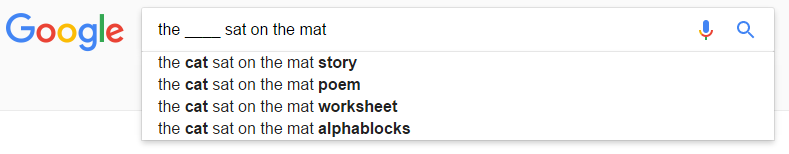 Google
the ____ sat on the mat
the cat sat on the mat story
the cat sat on the mat poem
the cat sat on the mat worksheet
the cat sat on the mat alphablocks